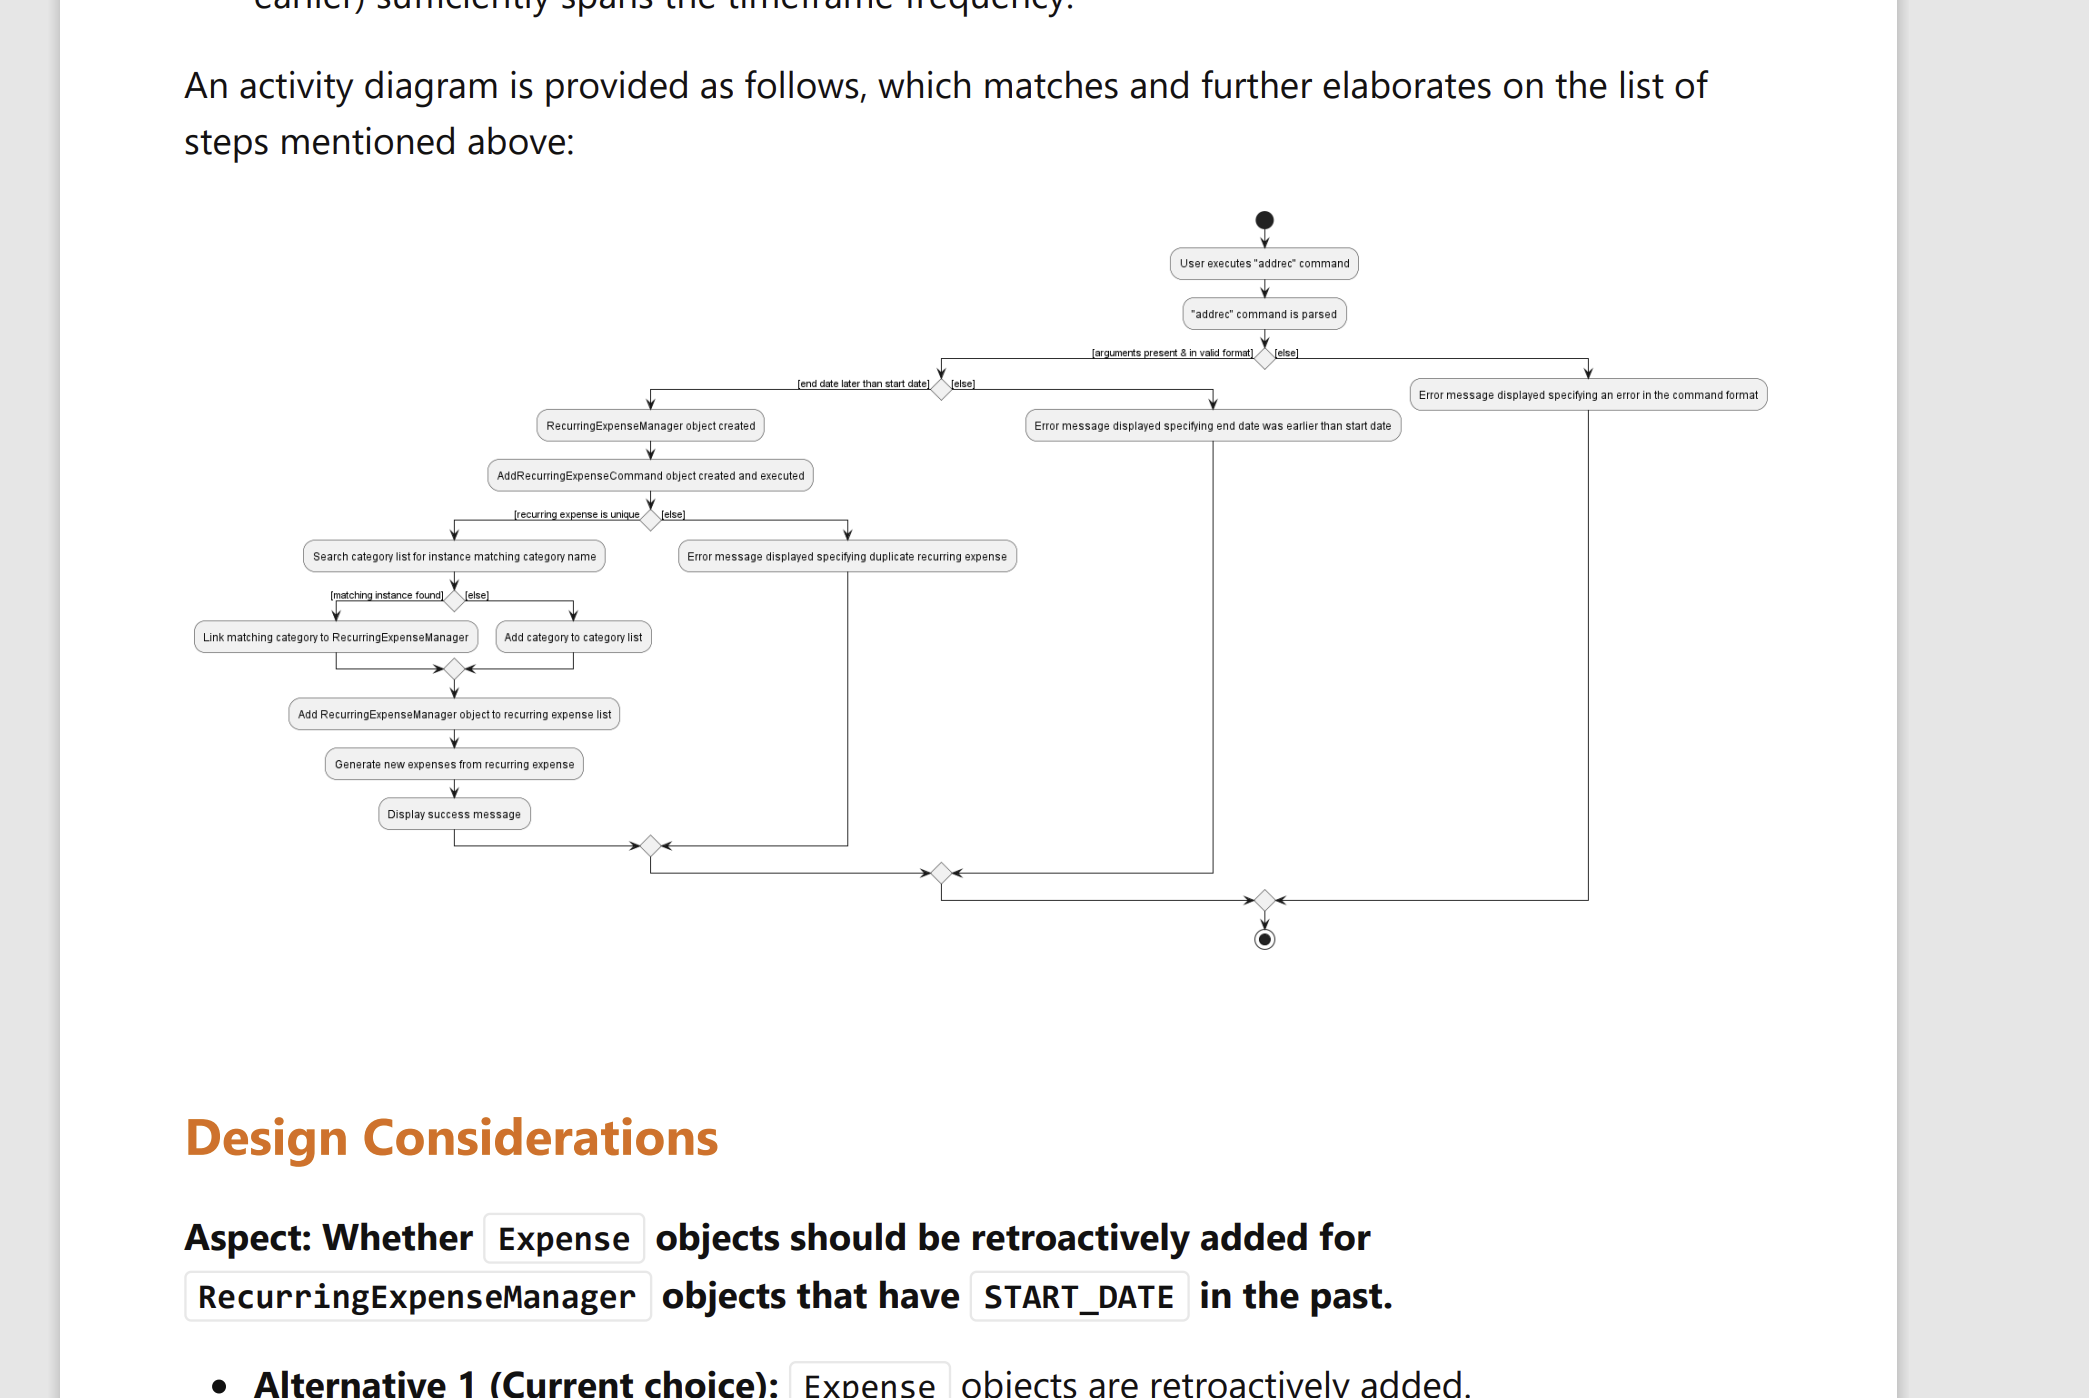 earlier) sufficiently spans the timeframe frequency.
An activity diagram is provided as follows, which matches and further elaborates on the list of
steps mentioned above:
User executes "addrec" command
"addrec" command is parsed
[arguments present & in valid format]
[else]
[end date later than start date]
[else]
Error message displayed specifying an error in the command format
RecurringExpenseManager object created
Error message displayed specifying end date was earlier than start date
AddRecurringExpenseCommand object created and executed
[recurring expense is unique
[else]
Search category list for instance matching category name
Error message displayed specifying duplicate recurring expense
[matching instance found]
[else]
Link matching category to RecurringExpenseManager
Add category to category list
Add RecurringExpenseManager object to recurring expense list
Generate new expenses from recurring expense
Display success message
Design Considerations
Aspect: Whether Expense objects should be retroactively added for
RecurringExpenseManager objects that have START_DATE in the past.
• Alternative 1 (Current choice): Expense objects are retroactively added.